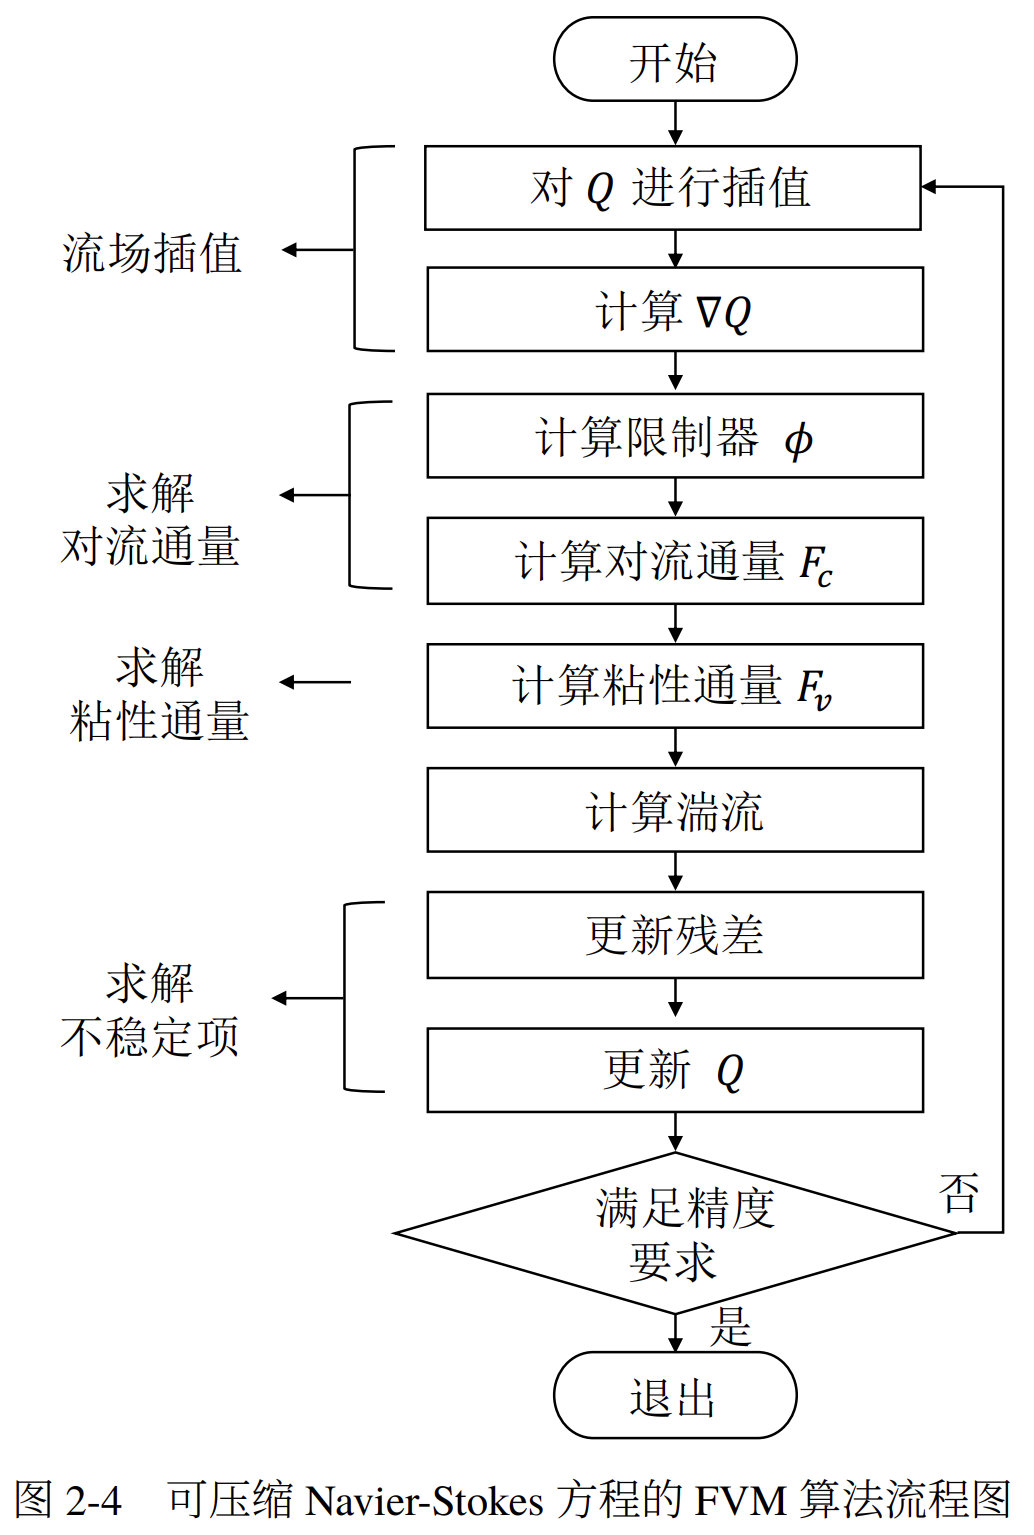 开始
对 Q 进行插值
流场插值
计算 ∇Q
计算限制器 ϕ
求解
对流通量
计算对流通量 F_c
求解
粘性通量
计算粘性通量 F_v
计算湍流
更新残差
求解
不稳定项
更新 Q
满足精度
要求
否
是
退出
图 2-4 可压缩 Navier-Stokes 方程的 FVM 算法流程图